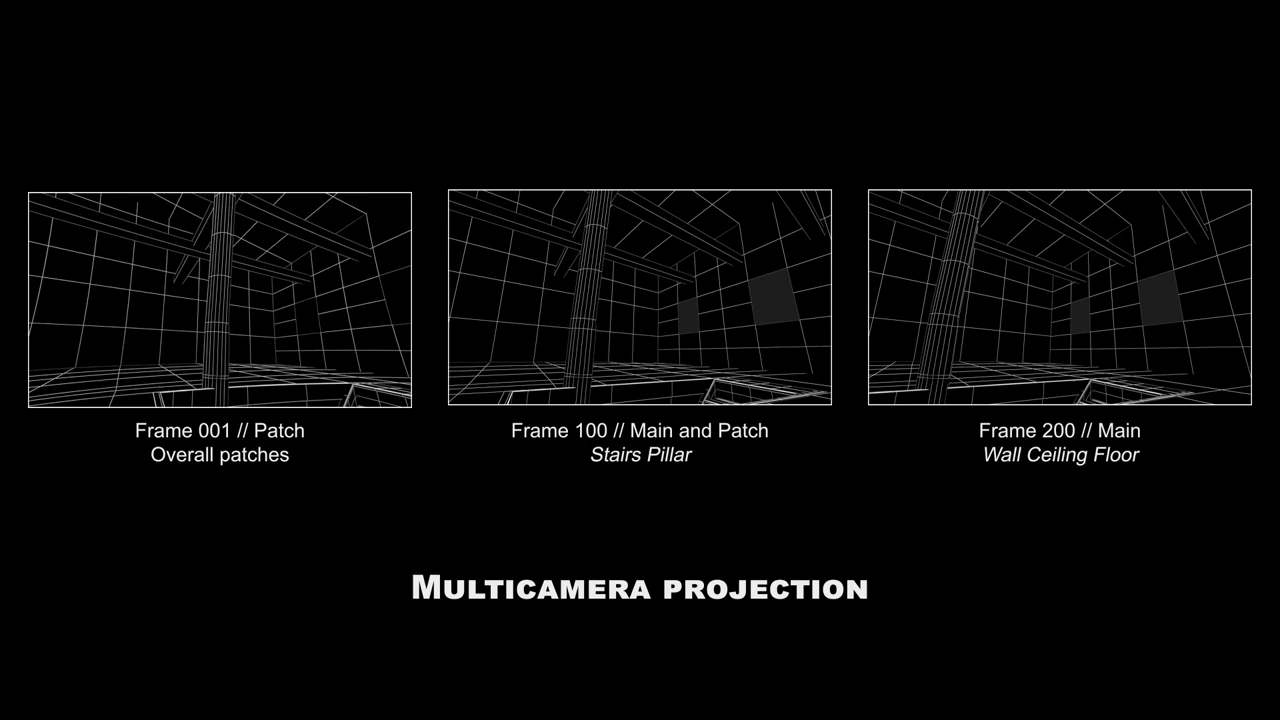 Frame 001 // Patch
Overall patches
Frame 100 // Main and Patch
Stairs Pillar
Frame 200 // Main
Wall Ceiling Floor
Multicamera projection